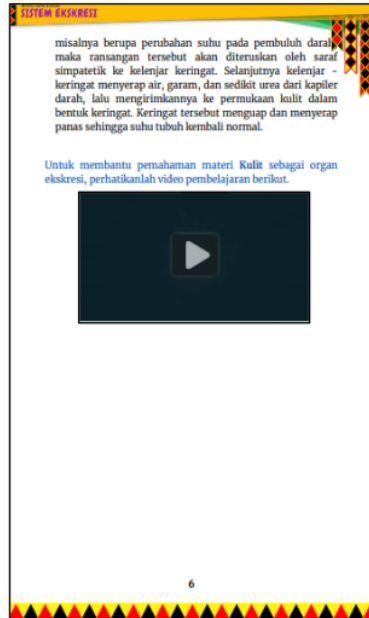 SISTEM EKSKRESI
misalnya berupa perubahan suhu pada pembuluh darah,
maka ransangan tersebut akan diteruskan oleh saraf
simpatetik ke kelenjar keringat. Selanjutnya kelenjar -
keringat menyerap air, garam, dan sedikit urea dari kapiler
darah, lalu mengirimkannya ke permukaan kulit dalam
bentuk keringat. Keringat tersebut menguap dan menyerap
panas sehingga suhu tubuh kembali normal.
Untuk membantu pemahaman materi Kulit sebagai organ
ekskresi, perhatikanlah video pembelajaran berikut.
6